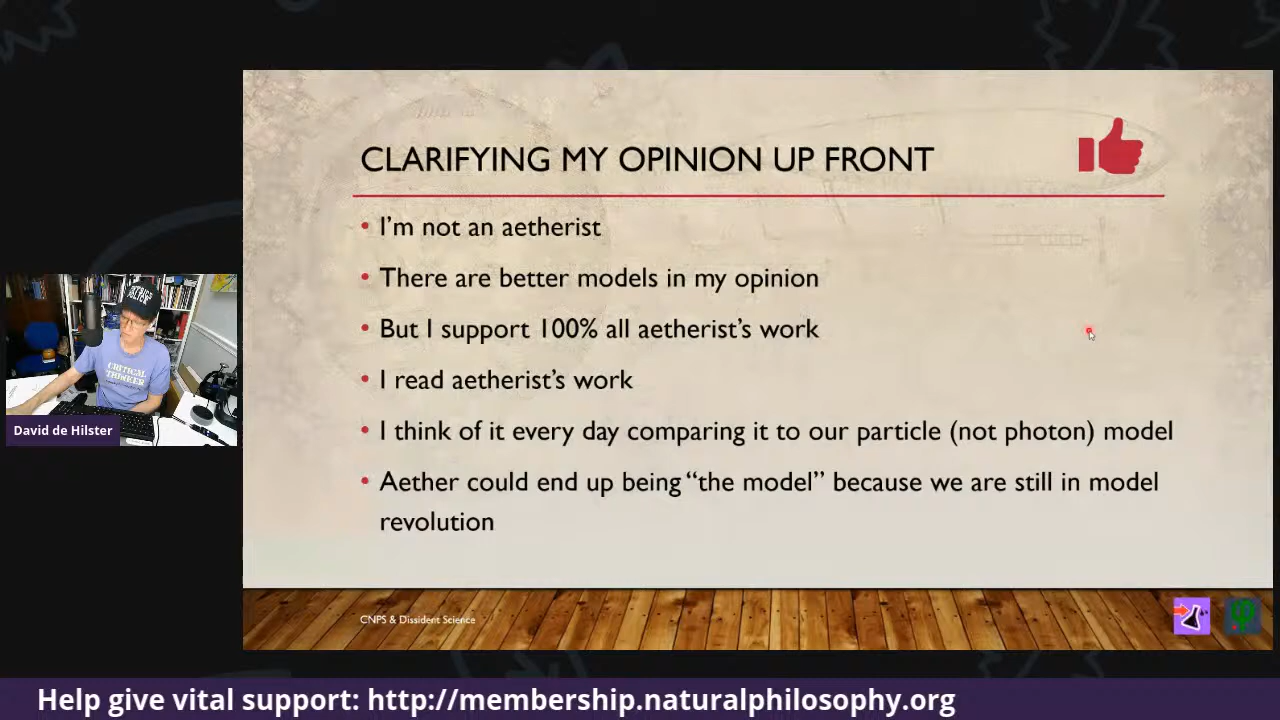 CLARIFYING MY OPINION UP FRONT
• I'm not an aetherist
• There are better models in my opinion
• But I support 100% all aetherist's work
• I read aetherist's work
• I think of it every day comparing it to our particle (not photon) model
• Aether could end up being “the model” because we are still in model
revolution
CRITICAL
THINKER
David de Hilster
CNPS & Dissident Science
Help give vital support: http://membership.naturalphilosophy.org